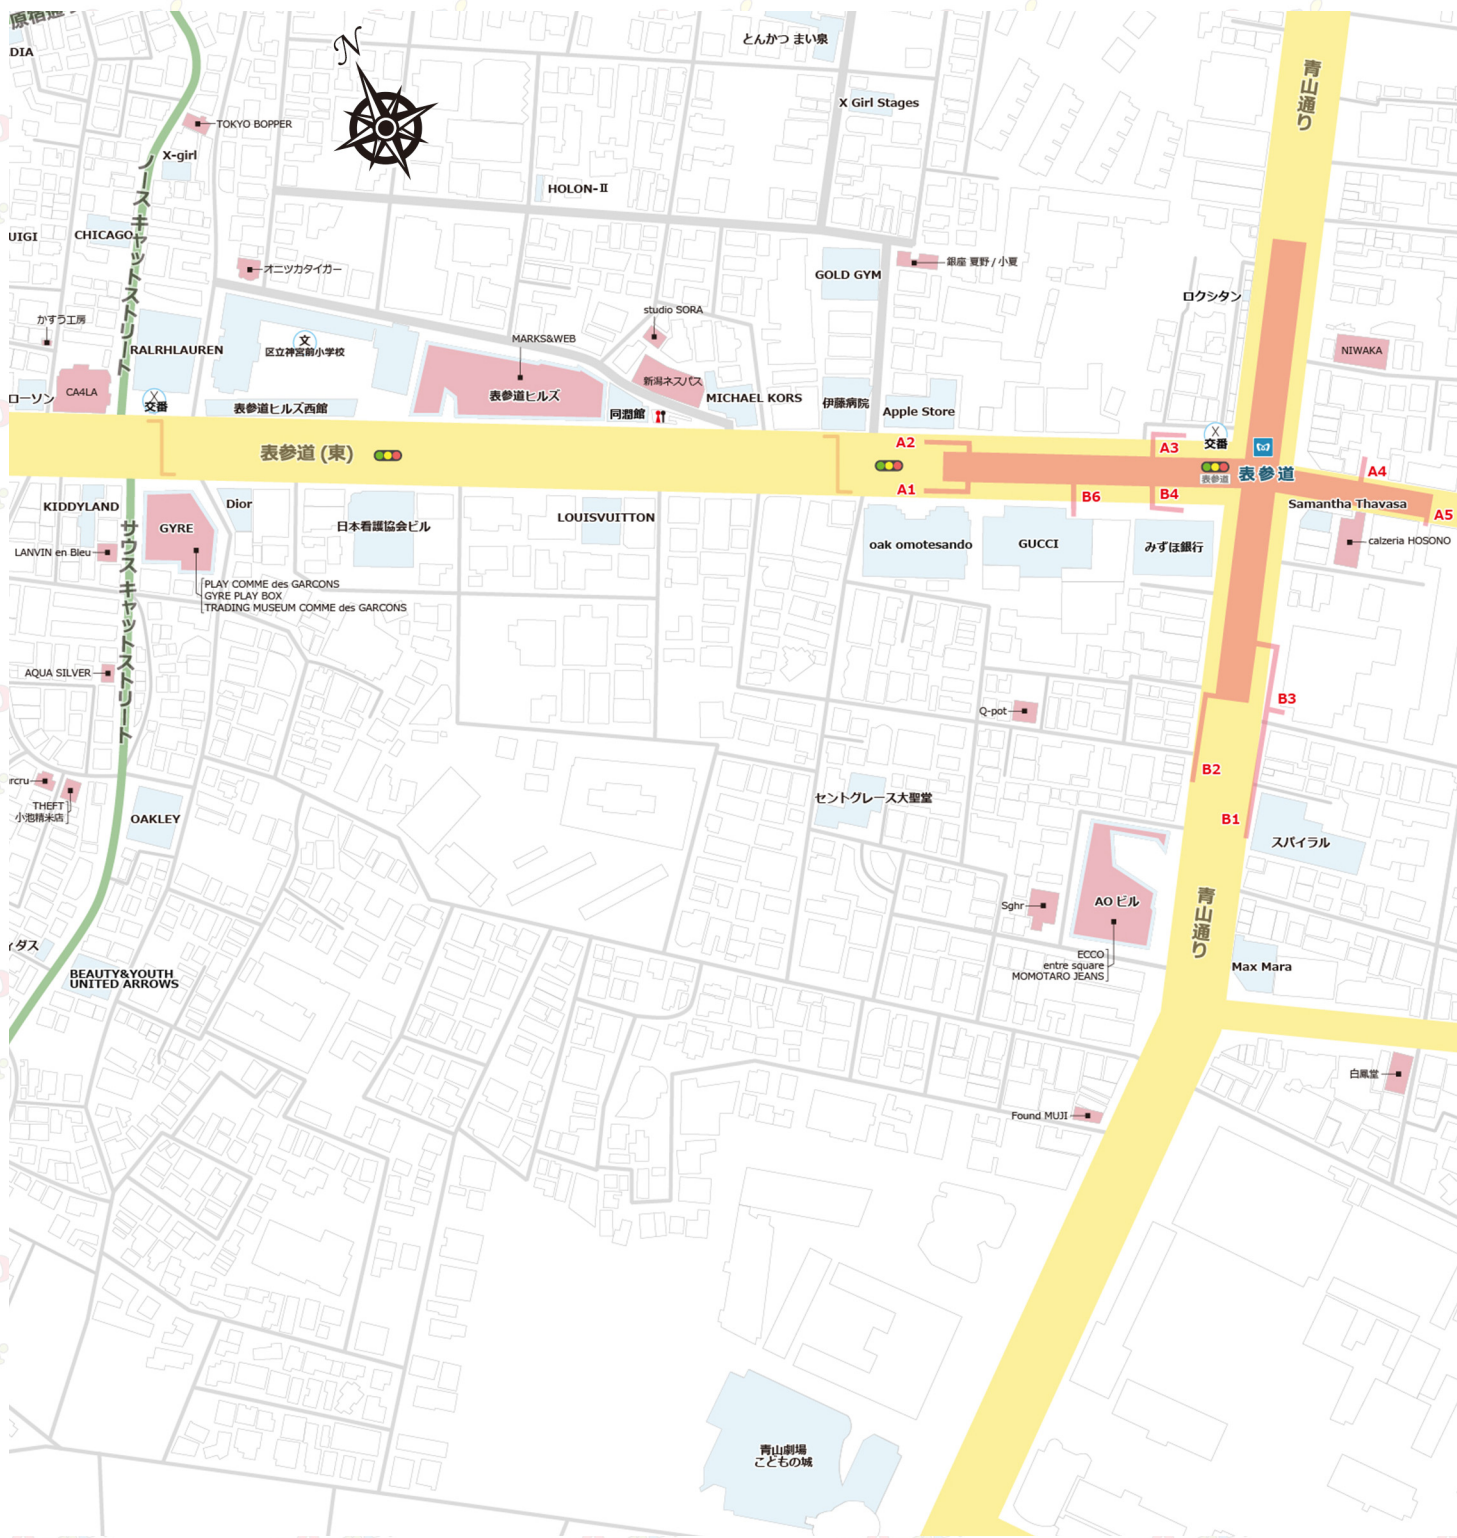 原宿通り
DIA
N
とんかつ まい泉
青山通り
X Girl Stages
TOKYO BOPPER
X-girl
ノース キャットストリート
HOLON-Ⅱ
CHICAGO
UIGI
オニツカタイガー
GOLD GYM
銀座 夏野 / 小夏
ロクシタン
studio SORA
かすう工房
MARKS&WEB
文
区立神宮前小学校
RALRHLAUREN
NIWAKA
新潟ネスパス
CA4LA
表参道ヒルズ
MICHAEL KORS
ローソン
X
交番
表参道ヒルズ西館
同潤館
伊藤病院
Apple Store
A2
X
交番
A3
表参道 (東)
表参道
表参道
A4
A1
B6
B4
Samantha Thavasa
A5
KIDDYLAND
Dior
GYRE
日本看護協会ビル
LOUISVUITTON
oak omotesando
GUCCI
みずほ銀行
calzeria HOSONO
LANVIN en Bleu
サウス キャットストリート
PLAY COMME des GARCONS
GYRE PLAY BOX
TRADING MUSEUM COMME des GARCONS
AQUA SILVER
B3
Q-pot
B2
rcru
THEFT
小池精米店
OAKLEY
セントグレース大聖堂
B1
スパイラル
Sghr
AO ビル
青山通り
ィダス
ECCO
entre square
MOMOTARO JEANS
Max Mara
BEAUTY&YOUTH
UNITED ARROWS
白鳳堂
Found MUJI
青山劇場
こどもの城